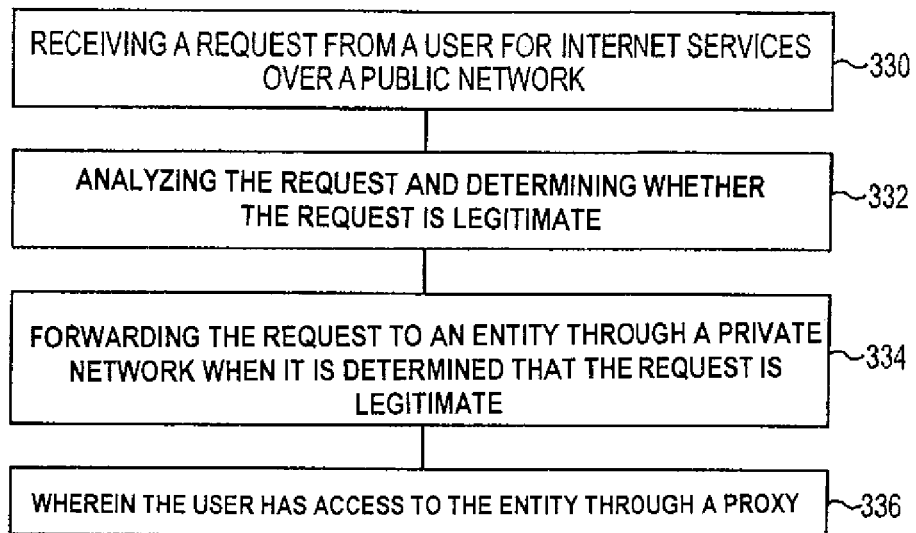 RECEIVING A REQUEST FROM A USER FOR INTERNET SERVICES
OVER A PUBLIC NETWORK
330
ANALYZING THE REQUEST AND DETERMINING WHETHER
THE REQUEST IS LEGITIMATE
332
FORWARDING THE REQUEST TO AN ENTITY THROUGH A PRIVATE
NETWORK WHEN IT IS DETERMINED THAT THE REQUEST IS
LEGITIMATE
334
WHEREIN THE USER HAS ACCESS TO THE ENTITY THROUGH A PROXY
336